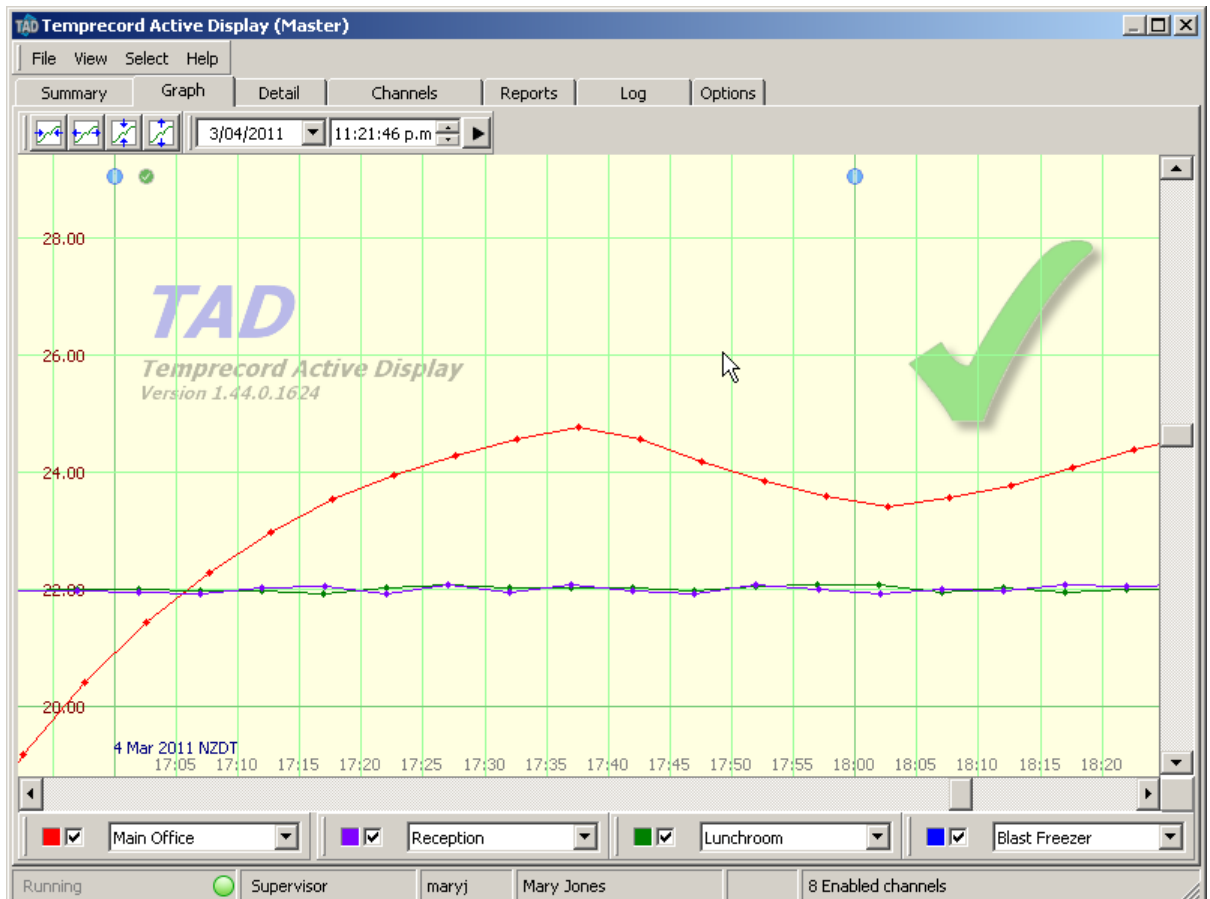 TAD Temprecord Active Display (Master)
File View Select Help
Summary Graph Detail Channels Reports Log Options
3/04/2011 11:21:46 p.m
28.00
TAD
26.00
Temprecord Active Display
Version 1.44.0.1624
24.00
22.00
20.00
4 Mar 2011 NZDT
17:05 17:10 17:15 17:20 17:25 17:30 17:35 17:40 17:45 17:50 17:55 18:00 18:05 18:10 18:15 18:20
Main Office Reception Lunchroom Blast Freezer
Running Supervisor maryj Mary Jones 8 Enabled channels